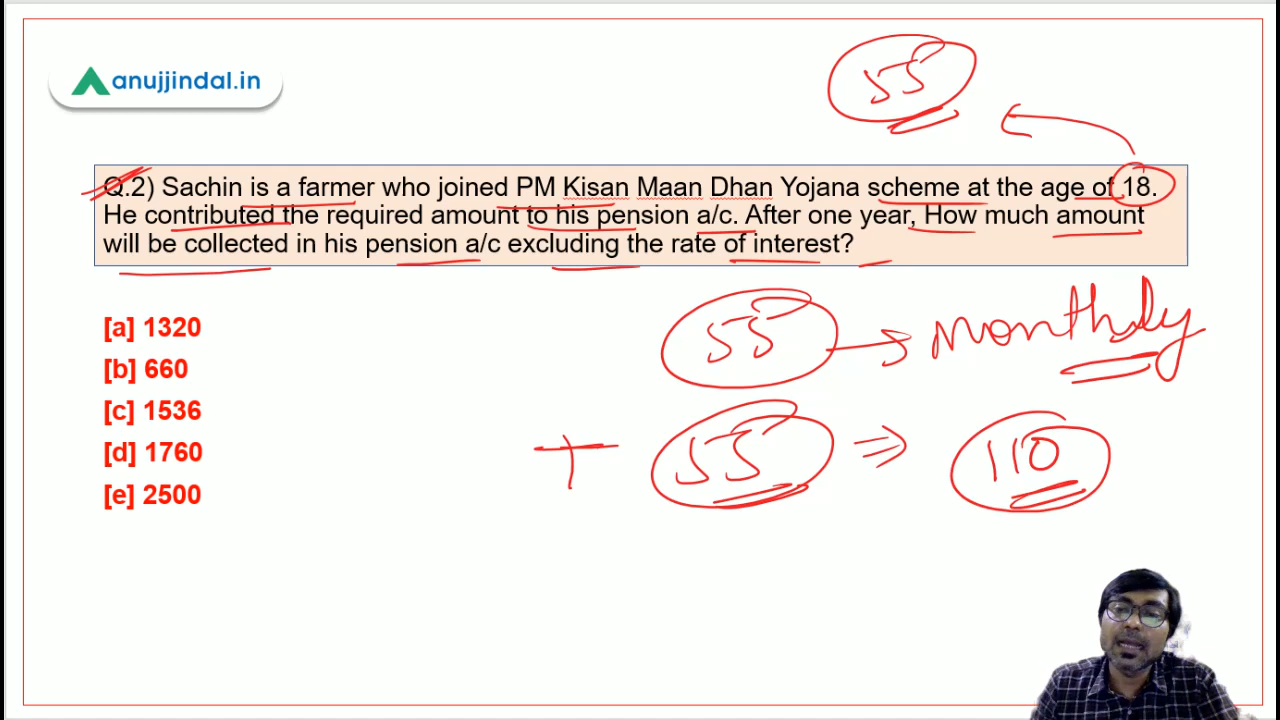 anujjindal.in
55
Q.2) Sachin is a farmer who joined PM Kisan Maan Dhan Yojana scheme at the age of 18.
He contributed the required amount to his pension a/c. After one year, How much amount
will be collected in his pension a/c excluding the rate of interest?
[a] 1320
[b] 660
[c] 1536
[d] 1760
[e] 2500
55 → monthly
+ 55 ⇒ 110